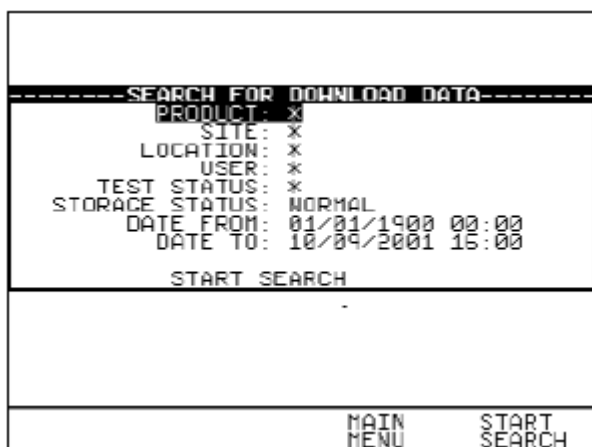 --------SEARCH FOR DOWNLOAD DATA-------
PRODUCT: *
SITE: *
LOCATION: *
USER: *
TEST STATUS: *
STORAGE STATUS: NORMAL
DATE FROM: 01/01/1900 00:00
DATE TO: 10/09/2001 16:00
START SEARCH
MAIN MENU
START SEARCH